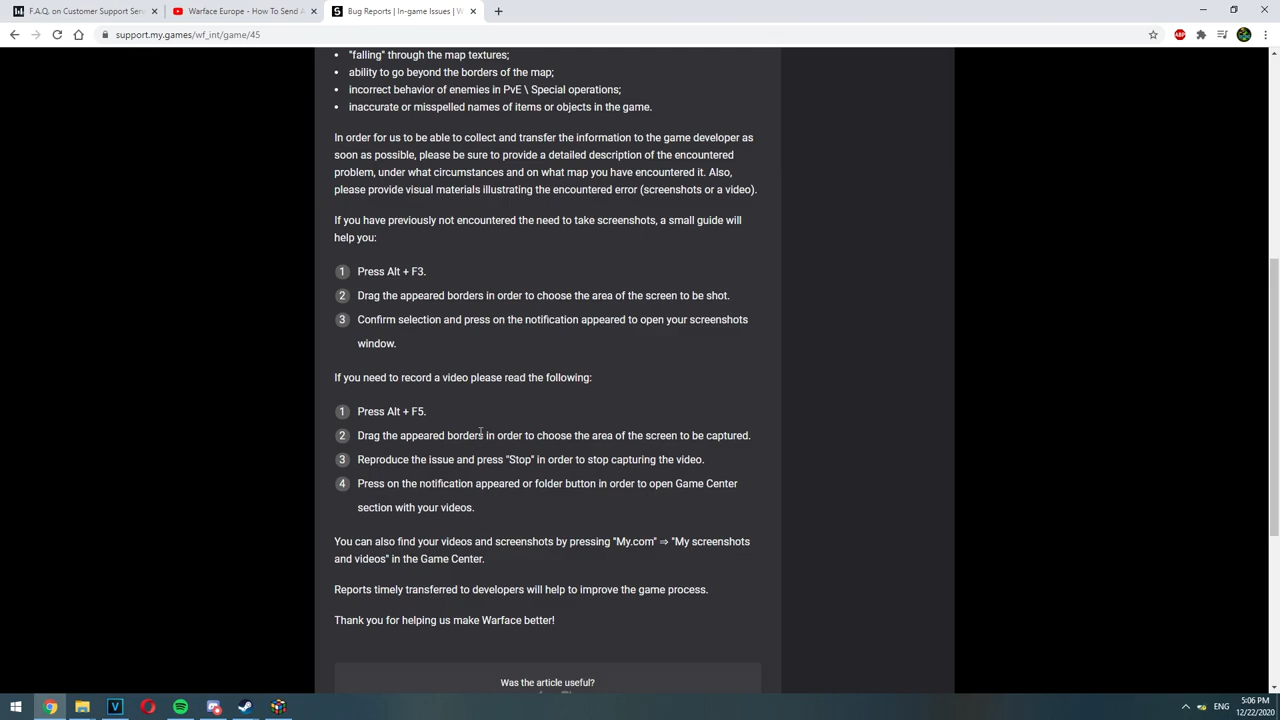 F.A.Q. on Customer Support Serv
Warface Europe - How To Send A
Bug Reports | In-game Issues | W
support.my.games/wf_int/game/45
ABP
• "falling" through the map textures;
• ability to go beyond the borders of the map;
• incorrect behavior of enemies in PvE \ Special operations;
• inaccurate or misspelled names of items or objects in the game.
In order for us to be able to collect and transfer the information to the game developer as
soon as possible, please be sure to provide a detailed description of the encountered
problem, under what circumstances and on what map you have encountered it. Also,
please provide visual materials illustrating the encountered error (screenshots or a video).
If you have previously not encountered the need to take screenshots, a small guide will
help you:
1 Press Alt + F3.
2 Drag the appeared borders in order to choose the area of the screen to be shot.
3 Confirm selection and press on the notification appeared to open your screenshots
window.
If you need to record a video please read the following:
1 Press Alt + F5.
2 Drag the appeared borders in order to choose the area of the screen to be captured.
3 Reproduce the issue and press "Stop" in order to stop capturing the video.
4 Press on the notification appeared or folder button in order to open Game Center
section with your videos.
You can also find your videos and screenshots by pressing "My.com" ⇒ "My screenshots
and videos" in the Game Center.
Reports timely transferred to developers will help to improve the game process.
Thank you for helping us make Warface better!
Was the article useful?
ENG
5:06 PM
12/22/2020